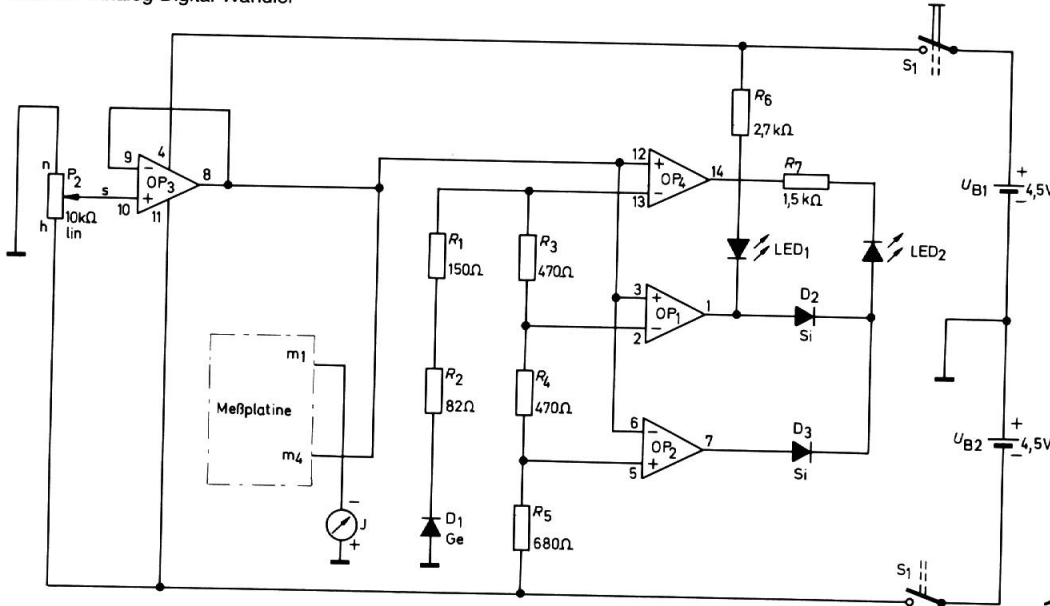 Analog Digital Wandler
S1
R6
2,7kΩ
n
P2
s
h
10kΩ
lin
9
4
8
OP3
10
11
12
OP4
14
13
R7
1,5kΩ
UB1
+
4,5V
−
R1
150Ω
R3
470Ω
LED1
LED2
3
OP1
1
2
D2
Si
m1
Meßplatine
m4
R2
82Ω
R4
470Ω
6
OP2
7
5
D3
Si
UB2
+
4,5V
−
−
J
+
D1
Ge
R5
680Ω
S1